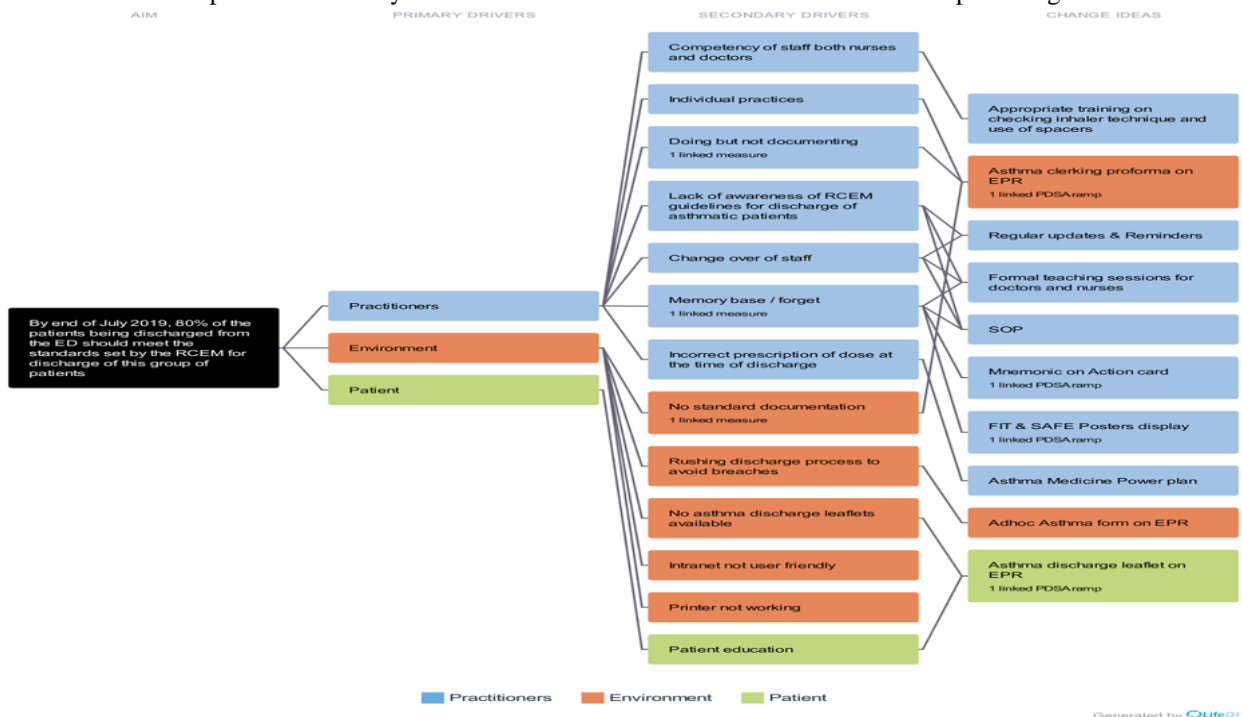 AIM
PRIMARY DRIVERS
SECONDARY DRIVERS
CHANGE IDEAS
By end of July 2019, 80% of the
patients being discharged from
the ED should meet the
standards set by the RCEM for
discharge of this group of
patients
Practitioners
Environment
Patient
Competency of staff both nurses
and doctors
Individual practices
Doing but not documenting
1 linked measure
Lack of awareness of RCEM
guidelines for discharge of
asthmatic patients
Change over of staff
Memory base / forget
1 linked measure
Incorrect prescription of dose at
the time of discharge
No standard documentation
1 linked measure
Rushing discharge process to
avoid breaches
No asthma discharge leaflets
available
Intranet not user friendly
Printer not working
Patient education
Appropriate training on
checking inhaler technique and
use of spacers
Asthma clerking proforma on
EPR
1 linked PDSA ramp
Regular updates & Reminders
Formal teaching sessions for
doctors and nurses
SOP
Mnemonic on Action card
1 linked PDSA ramp
FIT & SAFE Posters display
1 linked PDSA ramp
Asthma Medicine Power plan
Adhoc Asthma form on EPR
Asthma discharge leaflet on
EPR
1 linked PDSA ramp
Practitioners
Environment
Patient
Generated by LifeQI